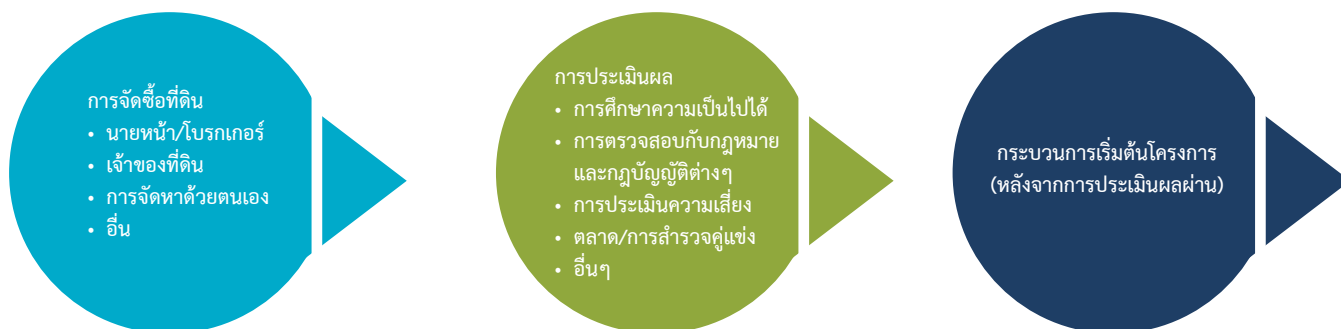 การจัดซื้อที่ดิน
• นายหน้า/โบรกเกอร์
• เจ้าของที่ดิน
• การจัดหาด้วยตนเอง
• อื่น
การประเมินผล
• การศึกษาความเป็นไปได้
• การตรวจสอบกับกฎหมาย
และกฎบัญญัติต่างๆ
• การประเมินความเสี่ยง
• ตลาด/การสำรวจคู่แข่ง
• อื่นๆ
กระบวนการเริ่มต้นโครงการ
(หลังจากการประเมินผลผ่าน)